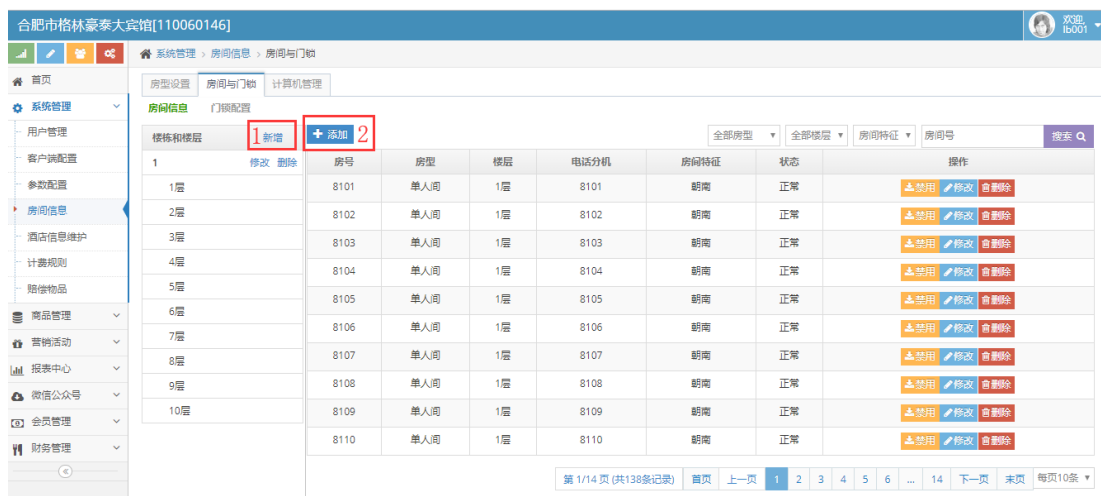 合肥市格林豪泰大宾馆[110060146]
欢迎,
lb001
系统管理 > 房间信息 > 房间与门锁
首页
系统管理
用户管理
客户端配置
参数配置
房间信息
酒店信息维护
计费规则
赔偿物品
商品管理
营销活动
报表中心
微信公众号
会员管理
财务管理
房型设置 房间与门锁 计算机管理
房间信息 门锁配置
楼栋和楼层 1 新增
1 修改 删除
1层
2层
3层
4层
5层
6层
7层
8层
9层
10层
+ 添加 2 全部房型 全部楼层 房间特征 房间号 搜索
房号 房型 楼层 电话分机 房间特征 状态 操作
8101 单人间 1层 8101 朝南 正常 禁用 修改 删除
8102 单人间 1层 8102 朝南 正常 禁用 修改 删除
8103 单人间 1层 8103 朝南 正常 禁用 修改 删除
8104 单人间 1层 8104 朝南 正常 禁用 修改 删除
8105 单人间 1层 8105 朝南 正常 禁用 修改 删除
8106 单人间 1层 8106 朝南 正常 禁用 修改 删除
8107 单人间 1层 8107 朝南 正常 禁用 修改 删除
8108 单人间 1层 8108 朝南 正常 禁用 修改 删除
8109 单人间 1层 8109 朝南 正常 禁用 修改 删除
8110 单人间 1层 8110 朝南 正常 禁用 修改 删除
第 1/14 页 (共138条记录) 首页 上一页 1 2 3 4 5 6 ... 14 下一页 末页 每页10条